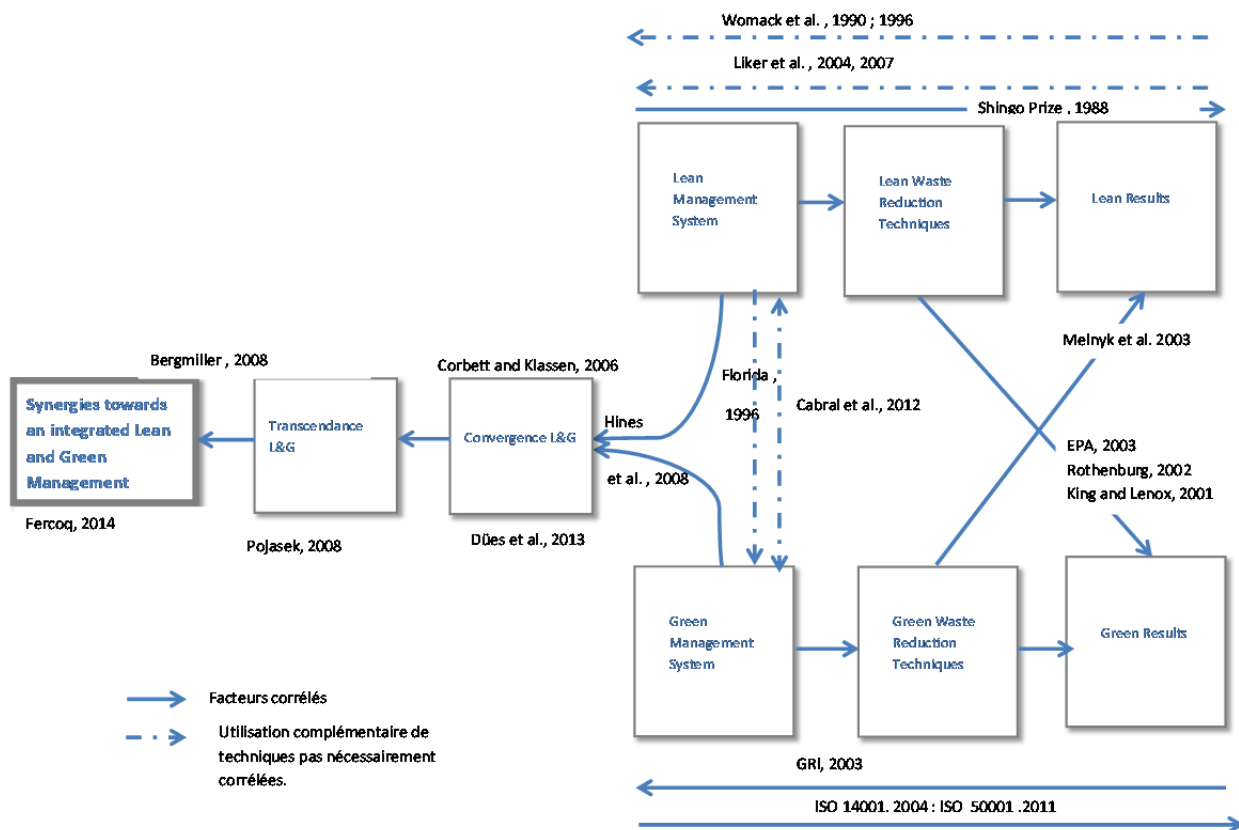 Womack et al. , 1990 ; 1996
Liker et al. , 2004, 2007
Shingo Prize , 1988
Lean
Management
System
Lean Waste
Reduction
Techniques
Lean Results
Melnyk et al. 2003
Bergmiller , 2008
Corbett and Klassen, 2006
Florida ,
1996
Cabral et al., 2012
Synergies towards
an integrated Lean
and Green
Management
Transcendance
L&G
Convergence L&G
Hines
et al. , 2008
EPA, 2003
Rothenburg, 2002
King and Lenox, 2001
Fercoq, 2014
Pojasek, 2008
Dües et al., 2013
Green
Management
System
Green Waste
Reduction
Techniques
Green Results
Facteurs corrélés
Utilisation complémentaire de
techniques pas nécessairement
corrélées.
GRI, 2003
ISO 14001. 2004 : ISO 50001 .2011